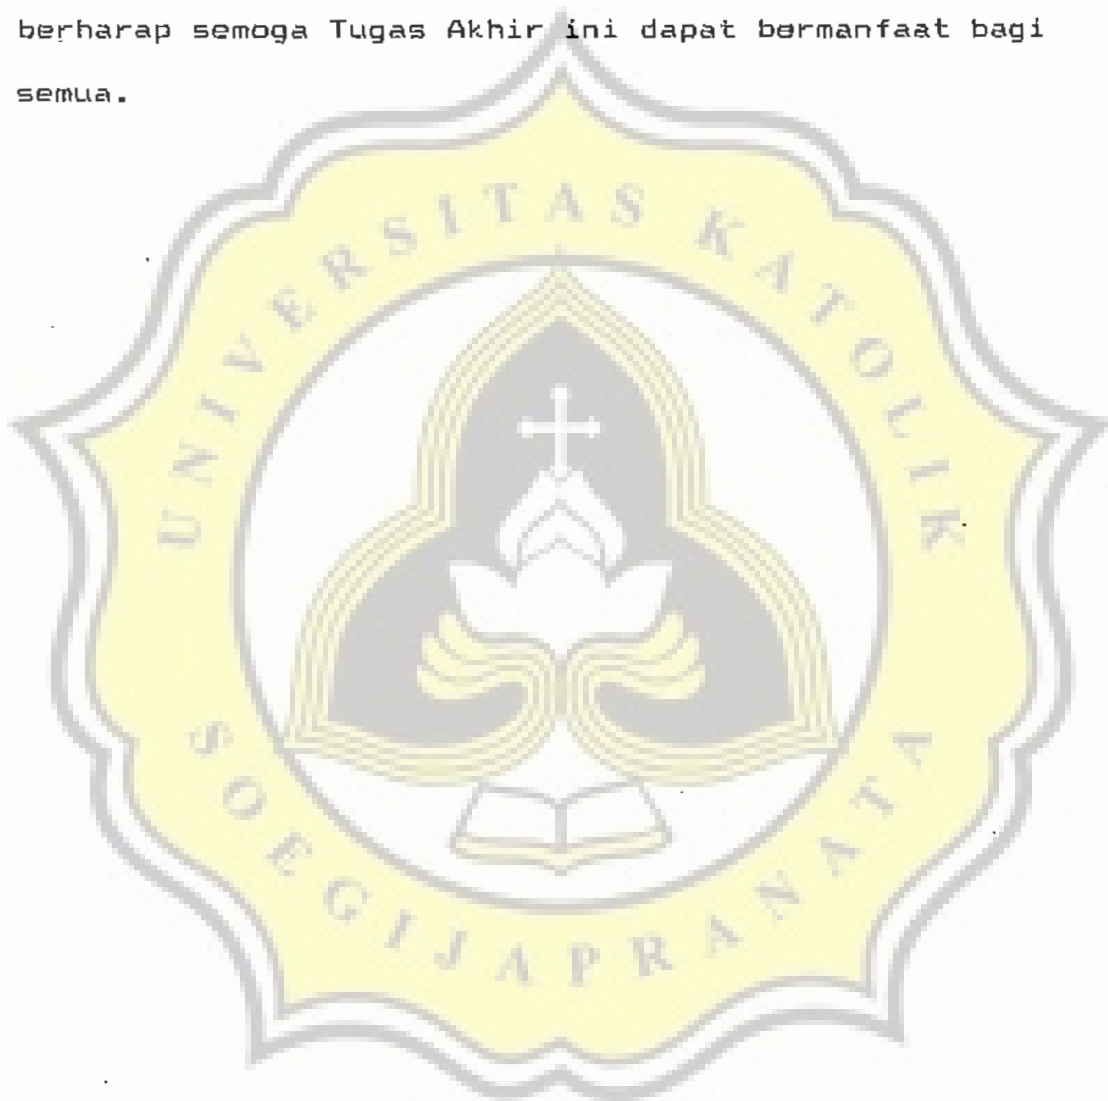 berharap semoga Tugas Akhir ini dapat bermanfaat bagi
semua.
UNIVERSITAS KATOLIK
SOEGIJAPRANATA